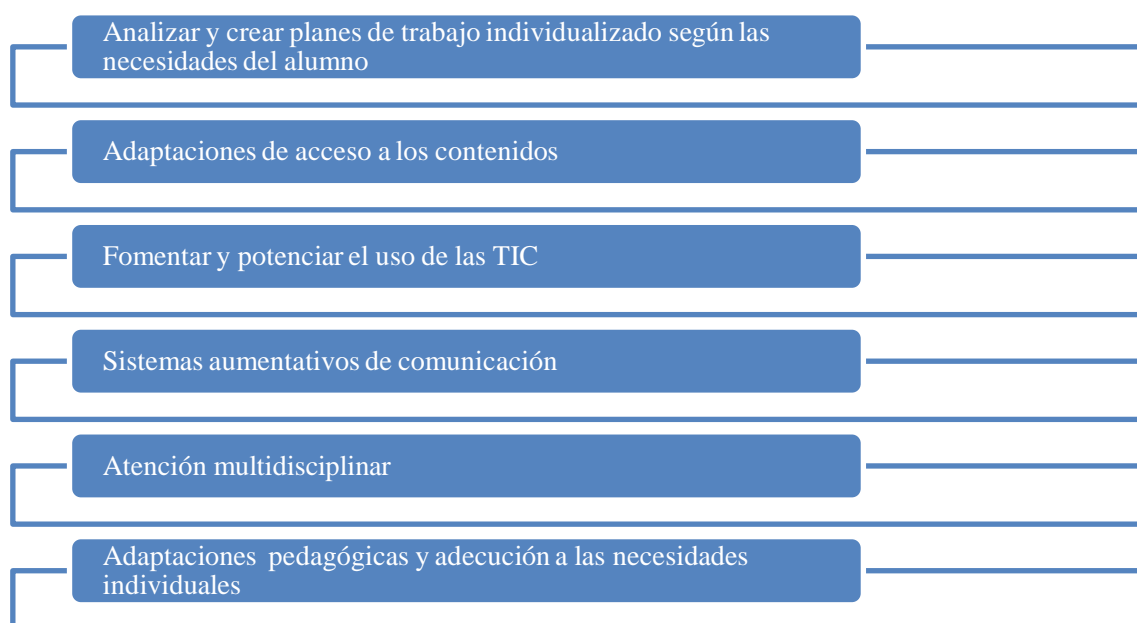 Analizar y crear planes de trabajo individualizado según las
necesidades del alumno
Adaptaciones de acceso a los contenidos
Fomentar y potenciar el uso de las TIC
Sistemas aumentativos de comunicación
Atención multidisciplinar
Adaptaciones pedagógicas y adecución a las necesidades
individuales